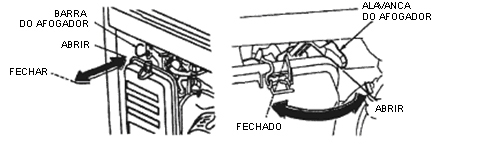 BARRA
DO AFOGADOR
ABRIR
FECHAR
ALAVANCA
DO AFOGADOR
ABRIR
FECHADO